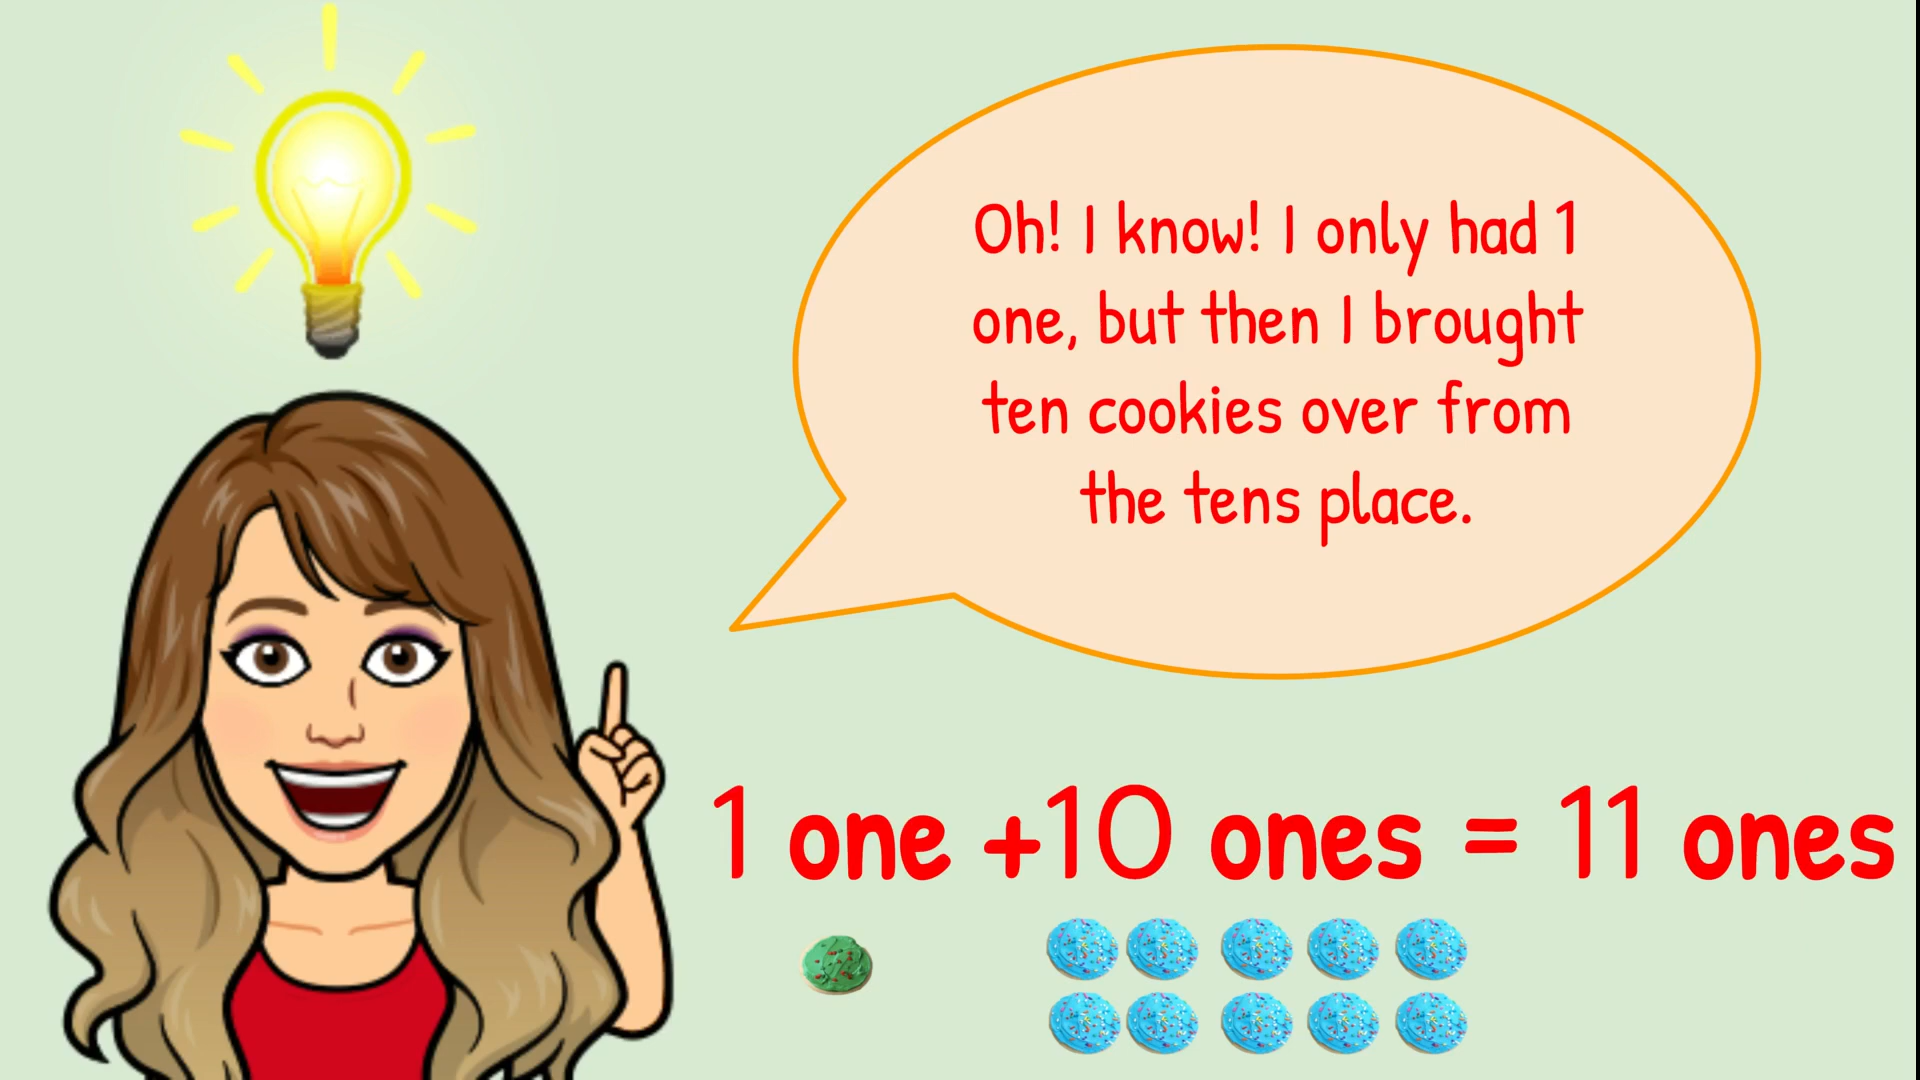 Oh! I know! I only had 1
one, but then I brought
ten cookies over from
the tens place.
1 one +10 ones = 11 ones